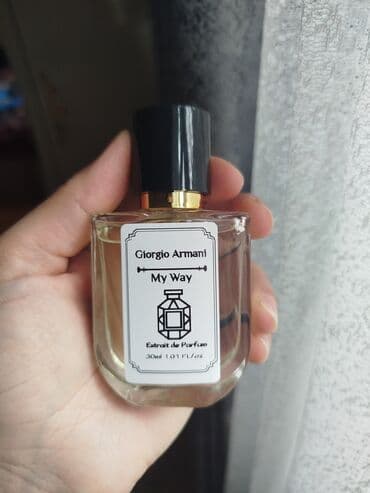 Giorgio Armani
My Way
Extrait de Parfum
30ml 1.01 Fl/oz.